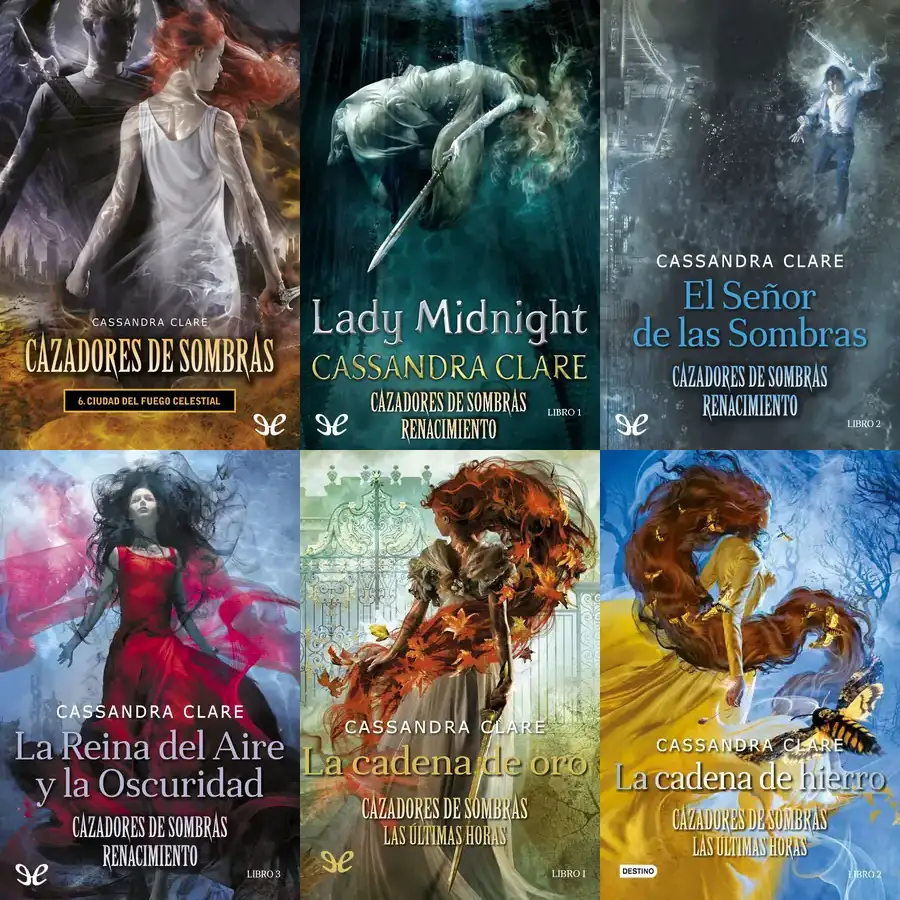 CASSANDRA CLARE
CAZADORES DE SOMBRAS
6. CIUDAD DEL FUEGO CELESTIAL
Lady Midnight
CASSANDRA CLARE
CAZADORES DE SOMBRAS
RENACIMIENTO
LIBRO 1
CASSANDRA CLARE
El Señor
de las Sombras
CAZADORES DE SOMBRAS
RENACIMIENTO
LIBRO 2
CASSANDRA CLARE
La Reina del Aire
y la Oscuridad
CAZADORES DE SOMBRAS
RENACIMIENTO
LIBRO 3
CASSANDRA CLARE
La cadena de oro
CAZADORES DE SOMBRAS
LAS ÚLTIMAS HORAS
LIBRO 1
CASSANDRA CLARE
La cadena de hierro
CAZADORES DE SOMBRAS
LAS ÚLTIMAS HORAS
DESTINO
LIBRO 2